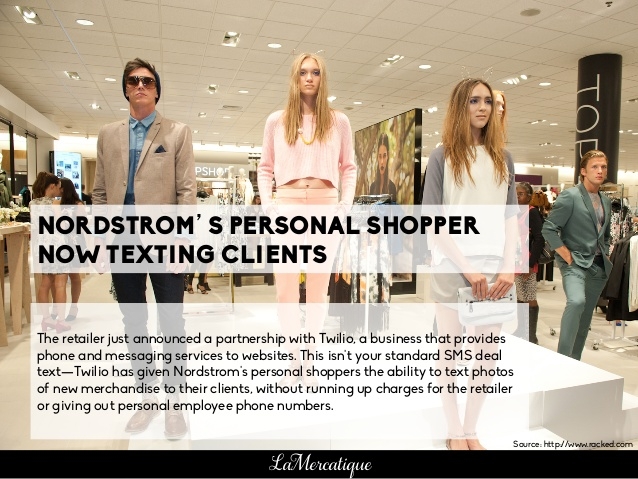 TOP
PSHOP
NORDSTROM' S PERSONAL SHOPPER
NOW TEXTING CLIENTS
The retailer just announced a partnership with Twilio, a business that provides
phone and messaging services to websites. This isn't your standard SMS deal
text—Twilio has given Nordstrom's personal shoppers the ability to text photos
of new merchandise to their clients, without running up charges for the retailer
or giving out personal employee phone numbers.
Source: http://www.racked.com
LaMercatique